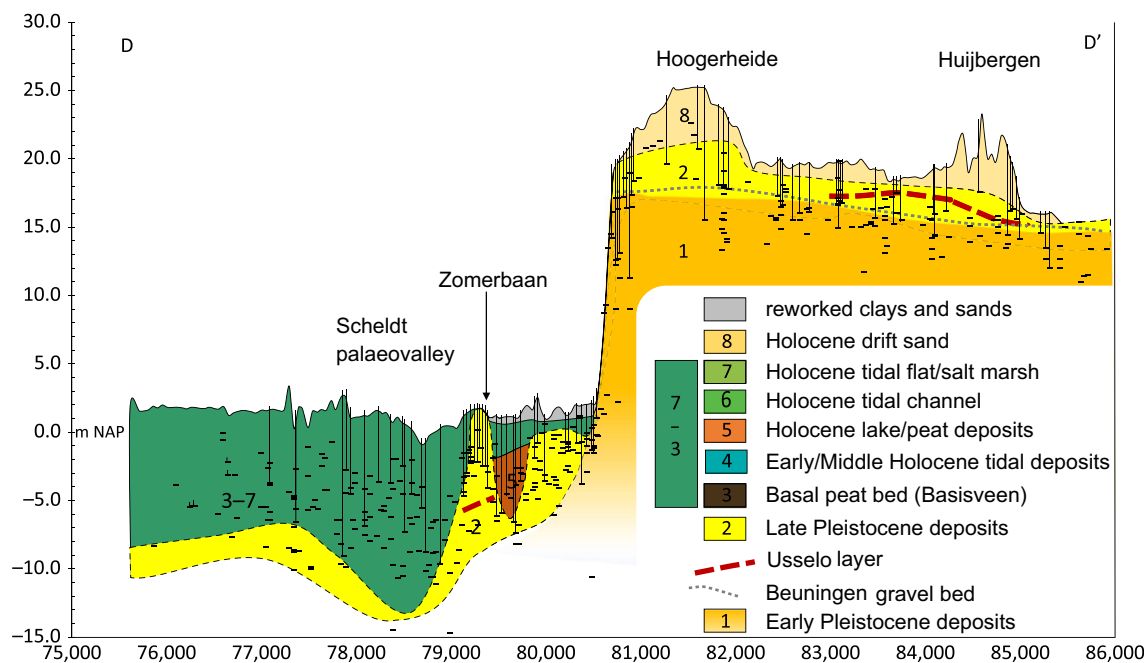 30.0
25.0
20.0
15.0
10.0
5.0
0.0
m NAP
−5.0
−10.0
−15.0
D
D’
Hoogerheide
Huijbergen
8
2
1
Zomerbaan
Scheldt
palaeovalley
3–7
5
2
reworked clays and sands
8 Holocene drift sand
7 Holocene tidal flat/salt marsh
6 Holocene tidal channel
5 Holocene lake/peat deposits
4 Early/Middle Holocene tidal deposits
3 Basal peat bed (Basisveen)
7
–
3
2 Late Pleistocene deposits
Usselo layer
Beuningen gravel bed
1 Early Pleistocene deposits
75,000 76,000 77,000 78,000 79,000 80,000 81,000 82,000 83,000 84,000 85,000 86,000